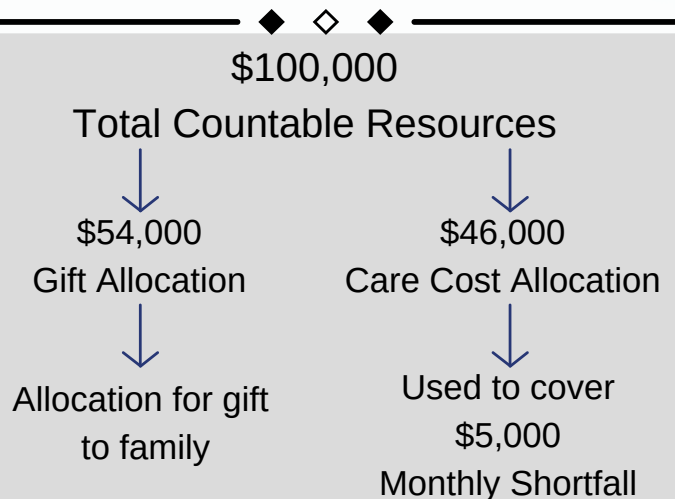 $100,000
Total Countable Resources
$54,000
Gift Allocation
$46,000
Care Cost Allocation
Allocation for gift
to family
Used to cover
$5,000
Monthly Shortfall